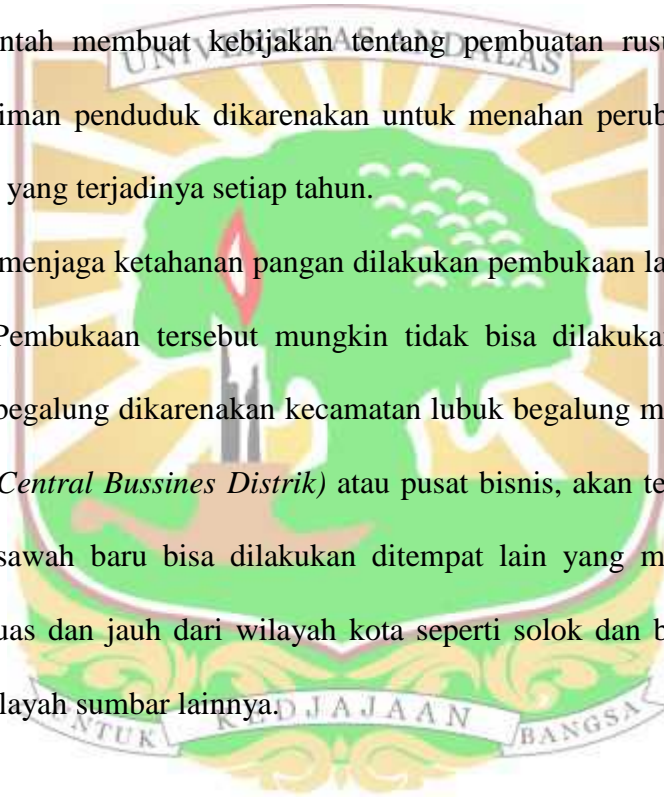 UNIVERSITAS ANDALAS
ntah membuat kebijakan tentang pembuatan rusu
iman penduduk dikarenakan untuk menahan perub
yang terjadinya setiap tahun.
menjaga ketahanan pangan dilakukan pembukaan la
Pembukaan tersebut mungkin tidak bisa dilakukan
begalung dikarenakan kecamatan lubuk begalung m
Central Bussines Distrik) atau pusat bisnis, akan te
sawah baru bisa dilakukan ditempat lain yang m
uas dan jauh dari wilayah kota seperti solok dan b
layah sumbar lainnya.
UNTUK KEDJAJAAN BANGSA